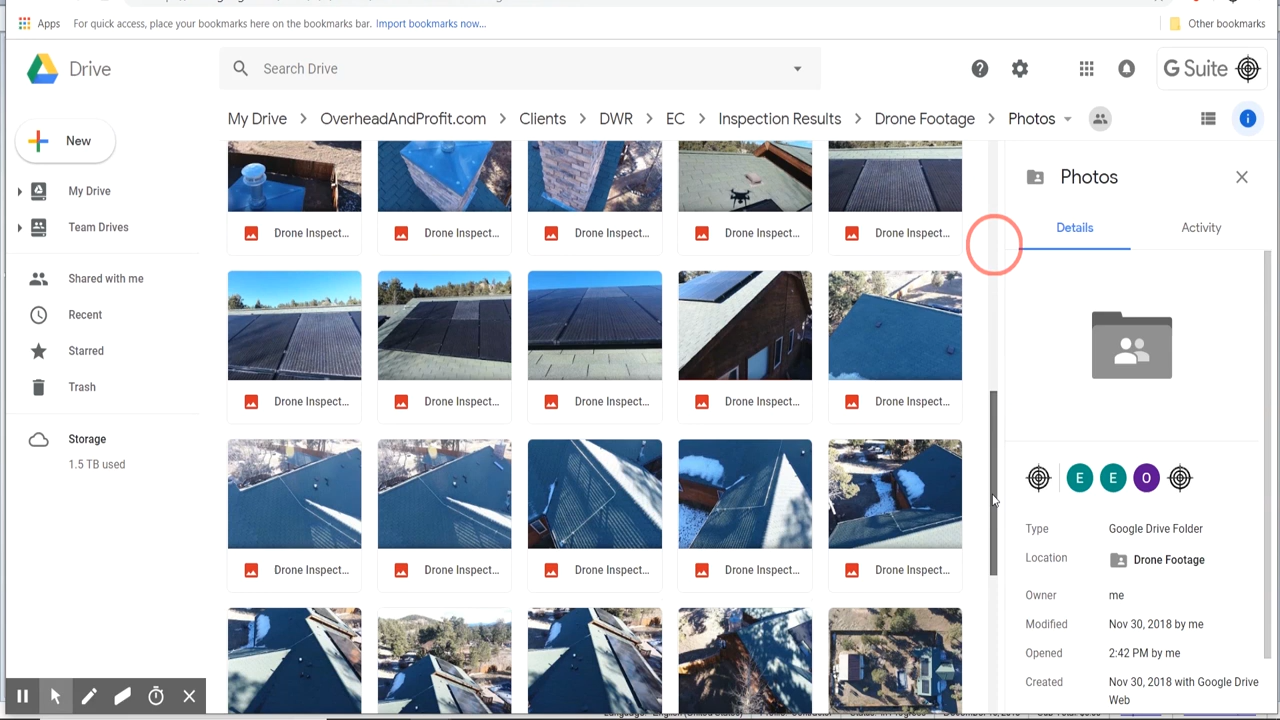 Apps For quick access, place your bookmarks here on the bookmarks bar. Import bookmarks now... Other bookmarks
Drive Search Drive G Suite
My Drive OverheadAndProfit.com Clients DWR EC Inspection Results Drone Footage Photos
New
My Drive
Team Drives
Shared with me
Recent
Starred
Trash
Storage
1.5 TB used
Drone Inspect... Drone Inspect... Drone Inspect... Drone Inspect... Drone Inspect...
Drone Inspect... Drone Inspect... Drone Inspect... Drone Inspect... Drone Inspect...
Drone Inspect... Drone Inspect... Drone Inspect... Drone Inspect... Drone Inspect...
Photos
Details Activity
E E O
Type Google Drive Folder
Location Drone Footage
Owner me
Modified Nov 30, 2018 by me
Opened 2:42 PM by me
Created Nov 30, 2018 with Google Drive
Web